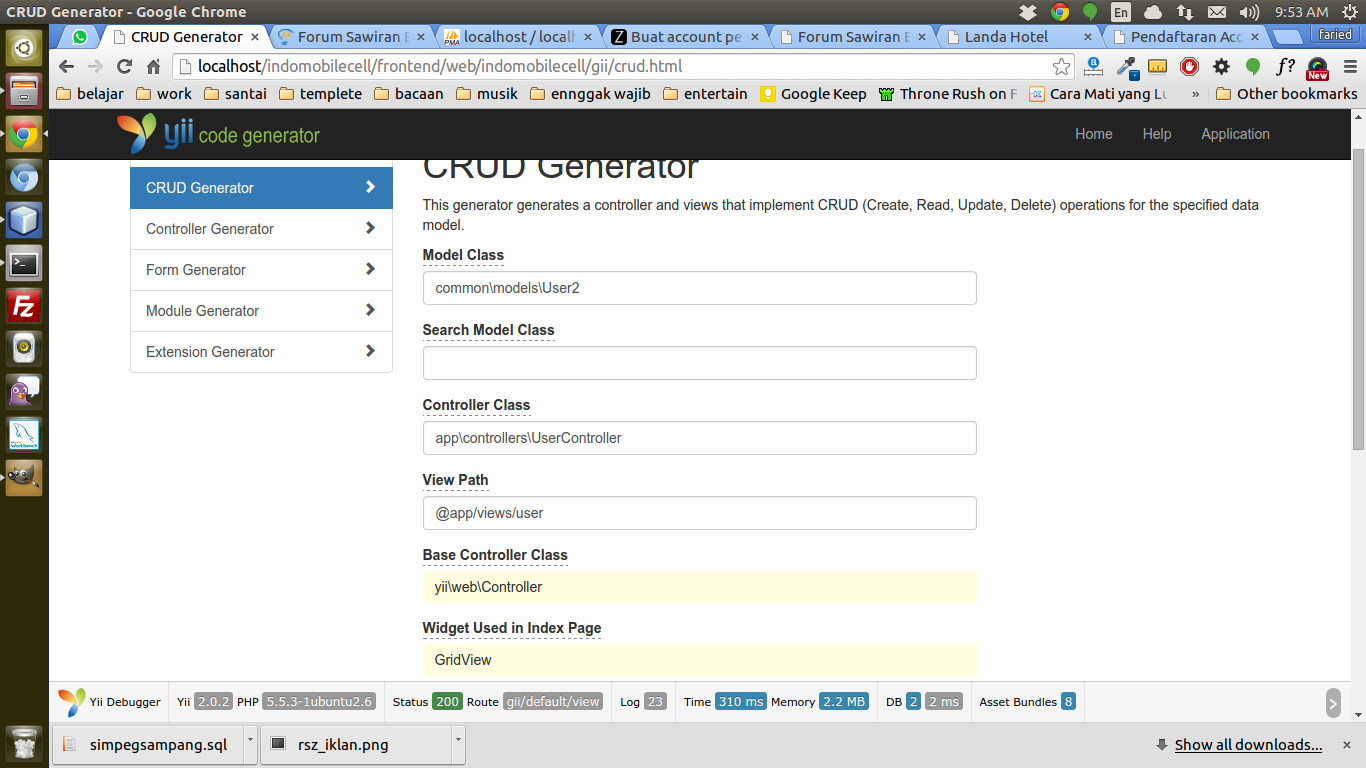 CRUD Generator - Google Chrome
En
9:53 AM
CRUD Generator
Forum Sawiran E
localhost / localh
Buat account pe
Forum Sawiran E
Landa Hotel
Pendaftaran Acc
faried
localhost/indomobilecell/frontend/web/indomobilecell/gii/crud.html
a
f?
New
belajar
work
santai
templete
bacaan
musik
ennggak wajib
entertain
Google Keep
Throne Rush on F
Cara Mati yang Lu
»
Other bookmarks
yii code generator
Home
Help
Application
CRUD Generator
Controller Generator
Form Generator
Module Generator
Extension Generator
CRUD Generator
This generator generates a controller and views that implement CRUD (Create, Read, Update, Delete) operations for the specified data
model.
Model Class
common\models\User2
Search Model Class
Controller Class
app\controllers\UserController
View Path
@app/views/user
Base Controller Class
yii\web\Controller
Widget Used in Index Page
GridView
Yii Debugger
Yii 2.0.2 PHP 5.5.3-1ubuntu2.6
Status 200 Route gii/default/view
Log 23
Time 310 ms Memory 2.2 MB
DB 2 2 ms
Asset Bundles 8
simpegsampang.sql
rsz_iklan.png
Show all downloads...